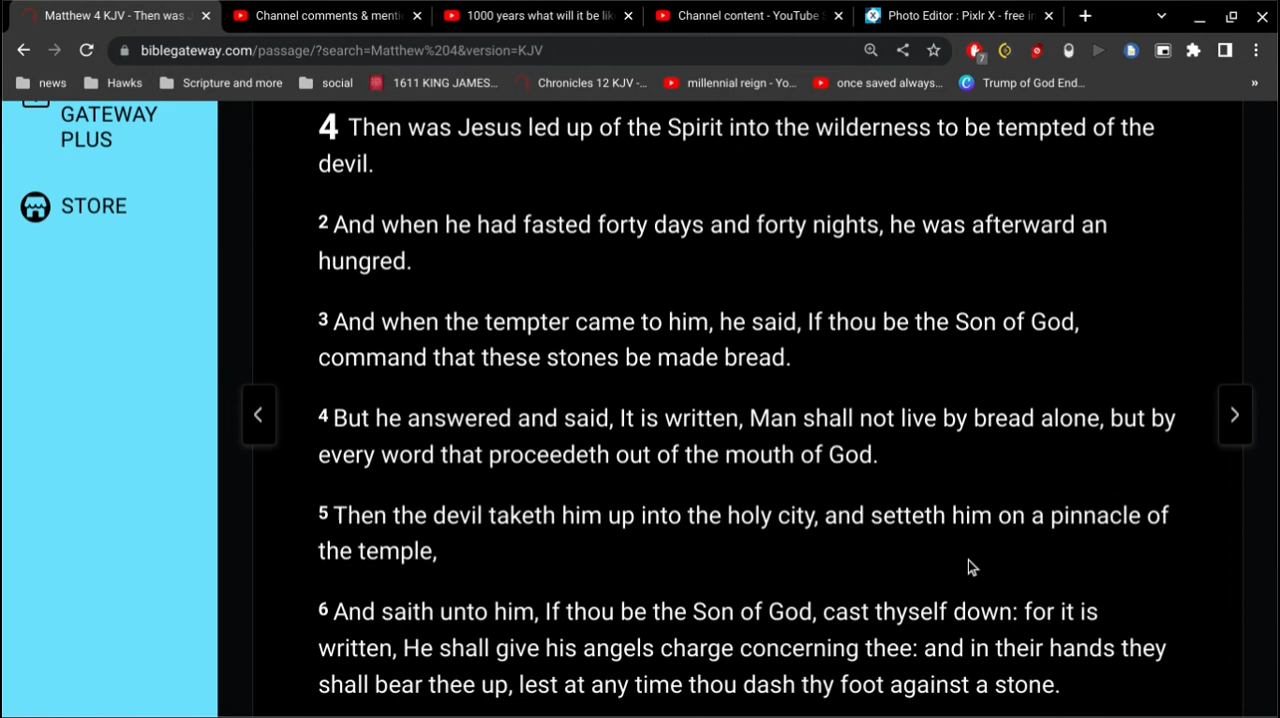 Matthew 4 KJV - Then was J
Channel comments & menti
1000 years what will it be lik
Channel content - YouTube S
Photo Editor : Pixlr X - free in
biblegateway.com/passage/?search=Matthew%204&version=KJV
7
news
Hawks
Scripture and more
social
1611 KING JAMES...
Chronicles 12 KJV -...
millennial reign - Yo...
once saved always...
Trump of God End...
»
GATEWAY
PLUS
STORE
4 Then was Jesus led up of the Spirit into the wilderness to be tempted of the
devil.
2 And when he had fasted forty days and forty nights, he was afterward an
hungred.
3 And when the tempter came to him, he said, If thou be the Son of God,
command that these stones be made bread.
4 But he answered and said, It is written, Man shall not live by bread alone, but by
every word that proceedeth out of the mouth of God.
5 Then the devil taketh him up into the holy city, and setteth him on a pinnacle of
the temple,
6 And saith unto him, If thou be the Son of God, cast thyself down: for it is
written, He shall give his angels charge concerning thee: and in their hands they
shall bear thee up, lest at any time thou dash thy foot against a stone.